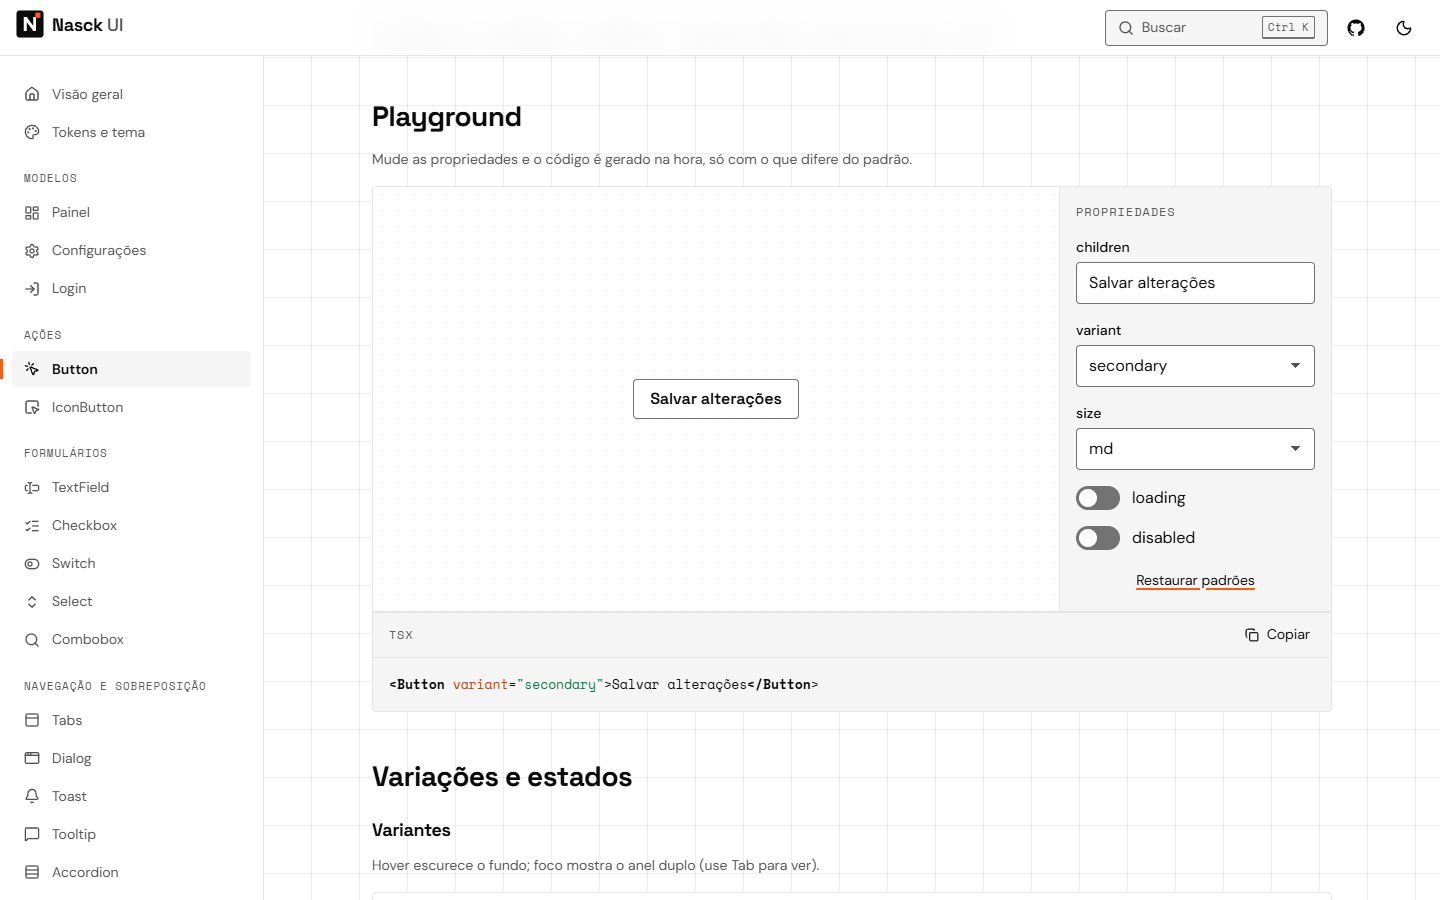 N Nasck UI
Buscar
Ctrl K
Visão geral
Tokens e tema
MODELOS
Painel
Configurações
Login
AÇÕES
Button
IconButton
FORMULÁRIOS
TextField
Checkbox
Switch
Select
Combobox
NAVEGAÇÃO E SOBREPOSIÇÃO
Tabs
Dialog
Toast
Tooltip
Accordion
Playground
Mude as propriedades e o código é gerado na hora, só com o que difere do padrão.
Salvar alterações
PROPRIEDADES
children
Salvar alterações
variant
secondary
size
md
loading
disabled
Restaurar padrões
TSX
Copiar
<Button variant="secondary">Salvar alterações</Button>
Variações e estados
Variantes
Hover escurece o fundo; foco mostra o anel duplo (use Tab para ver).